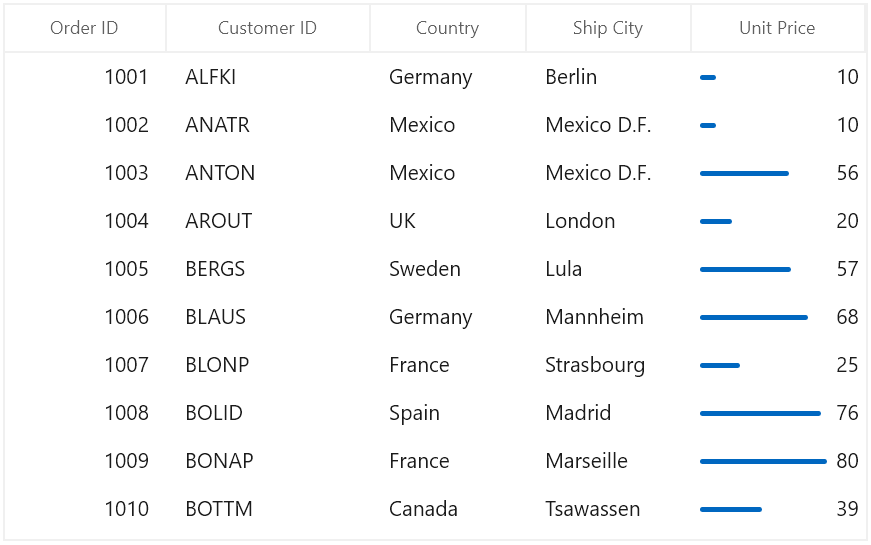 Order ID Customer ID Country Ship City Unit Price
1001 ALFKI Germany Berlin 10
1002 ANATR Mexico Mexico D.F. 10
1003 ANTON Mexico Mexico D.F. 56
1004 AROUT UK London 20
1005 BERGS Sweden Lula 57
1006 BLAUS Germany Mannheim 68
1007 BLONP France Strasbourg 25
1008 BOLID Spain Madrid 76
1009 BONAP France Marseille 80
1010 BOTTM Canada Tsawassen 39